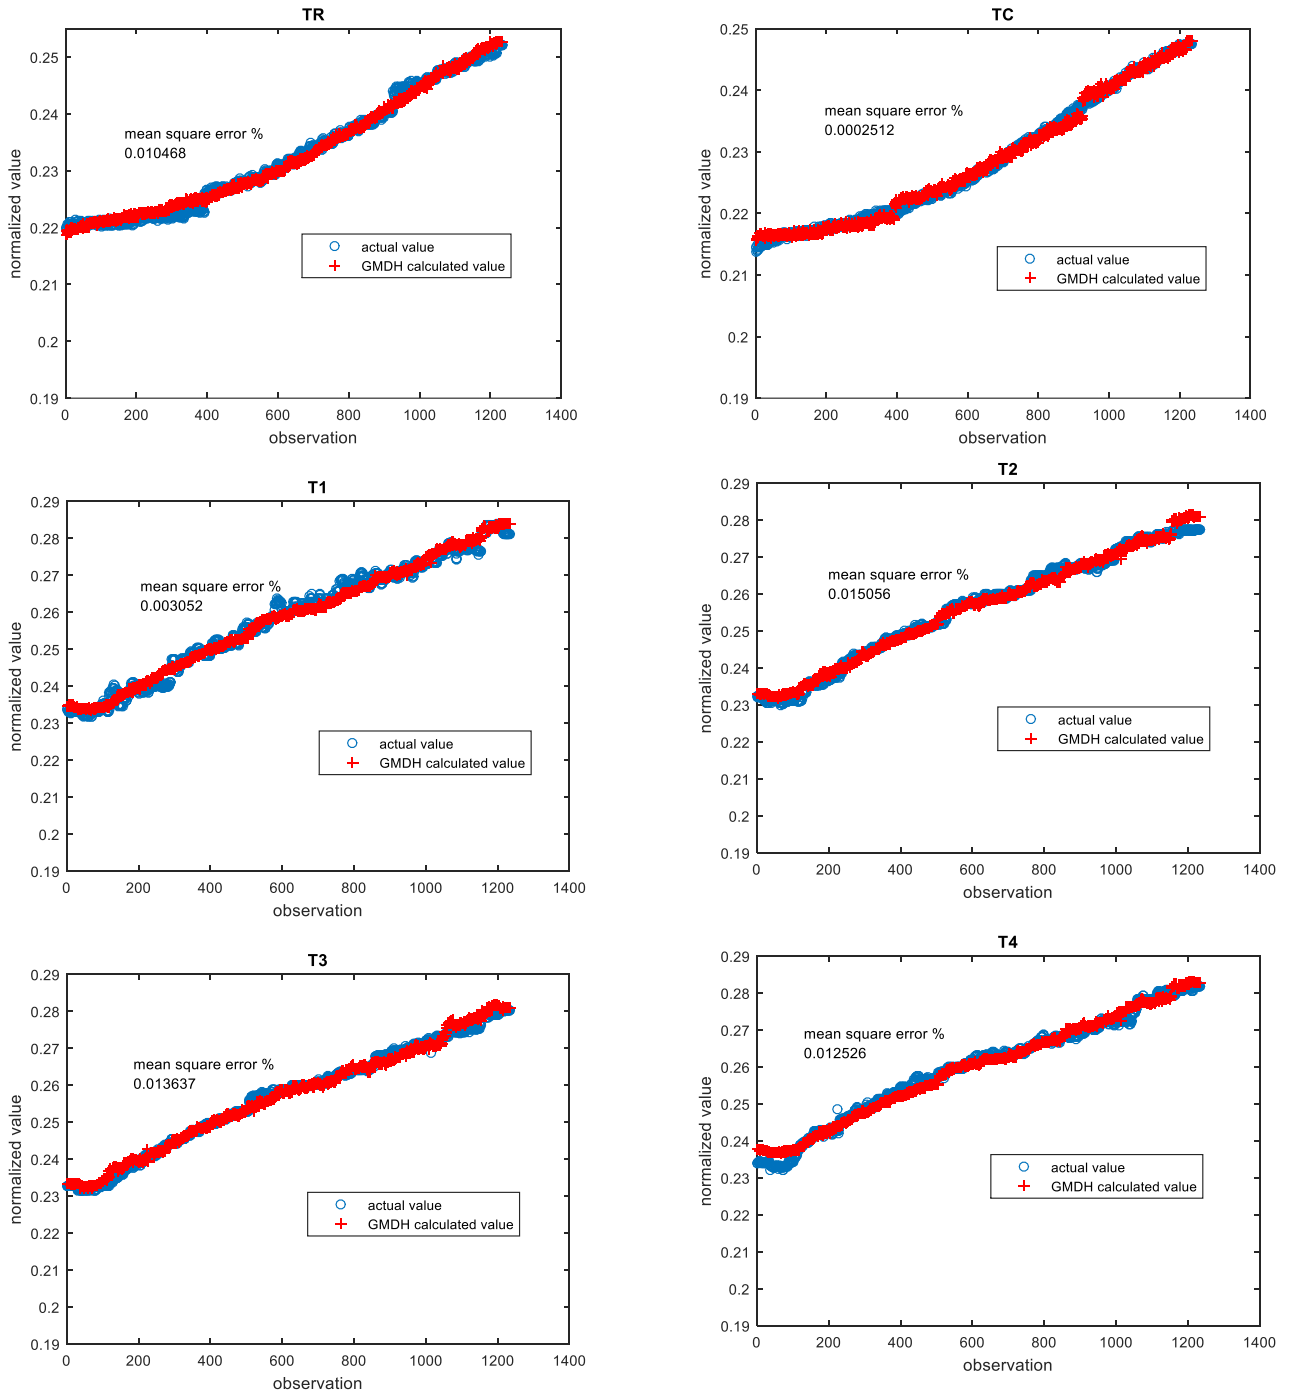 TR
0.25
0.24
0.23
0.22
0.21
0.2
0.19
normalized value
mean square error %
0.010468
actual value
GMDH calculated value
0 200 400 600 800 1000 1200 1400
observation
TC
0.25
0.24
0.23
0.22
0.21
0.2
0.19
normalized value
mean square error %
0.0002512
actual value
GMDH calculated value
0 200 400 600 800 1000 1200 1400
observation
T1
0.29
0.28
0.27
0.26
0.25
0.24
0.23
0.22
0.21
0.2
0.19
normalized value
mean square error %
0.003052
actual value
GMDH calculated value
0 200 400 600 800 1000 1200 1400
observation
T2
0.29
0.28
0.27
0.26
0.25
0.24
0.23
0.22
0.21
0.2
0.19
normalized value
mean square error %
0.015056
actual value
GMDH calculated value
0 200 400 600 800 1000 1200 1400
observation
T3
0.29
0.28
0.27
0.26
0.25
0.24
0.23
0.22
0.21
0.2
0.19
normalized value
mean square error %
0.013637
actual value
GMDH calculated value
0 200 400 600 800 1000 1200 1400
observation
T4
0.29
0.28
0.27
0.26
0.25
0.24
0.23
0.22
0.21
0.2
0.19
normalized value
mean square error %
0.012526
actual value
GMDH calculated value
0 200 400 600 800 1000 1200 1400
observation